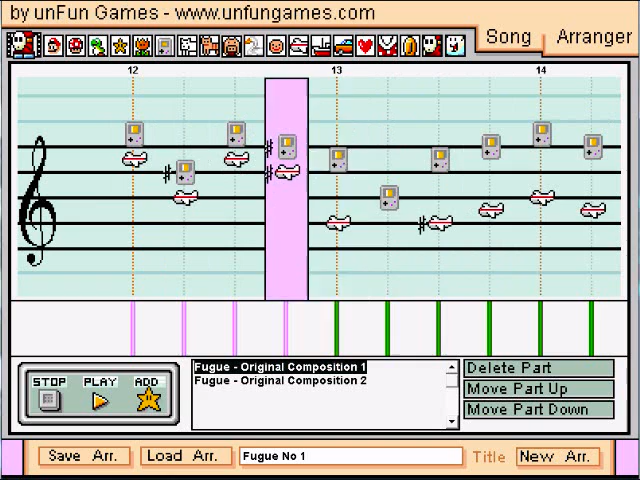 by unFun Games - www.unfungames.com
Song
Arranger
12
13
14
STOP
PLAY
ADD
Fugue - Original Composition 1
Fugue - Original Composition 2
Delete Part
Move Part Up
Move Part Down
Save Arr.
Load Arr.
Fugue No 1
Title
New Arr.